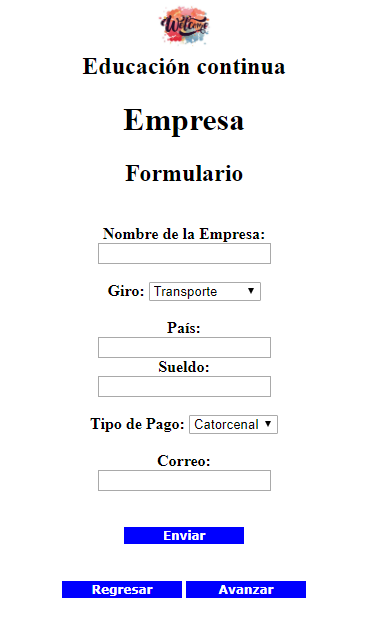 Welcome
Educación continua
Empresa
Formulario
Nombre de la Empresa:
Giro: Transporte
País:
Sueldo:
Tipo de Pago: Catorcenal
Correo:
Enviar
Regresar Avanzar